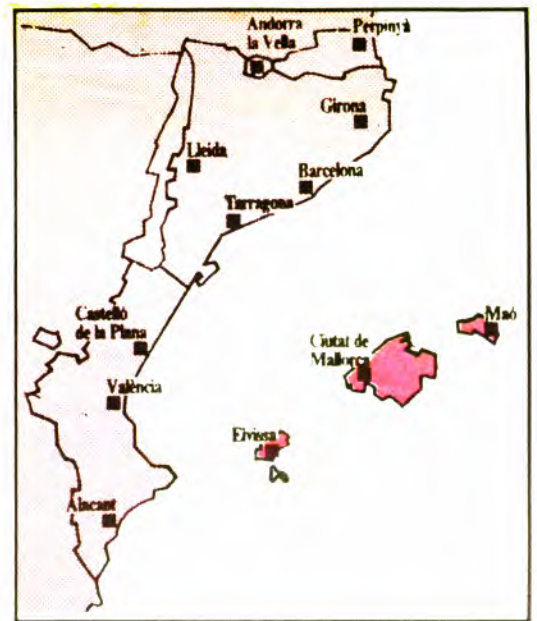 Andorra
la Vella
Perpinyà
Girona
Lleida
Barcelona
Tarragona
Castelló
de la Plana
Maó
Ciutat de
Mallorca
València
Eivissa
Alacant